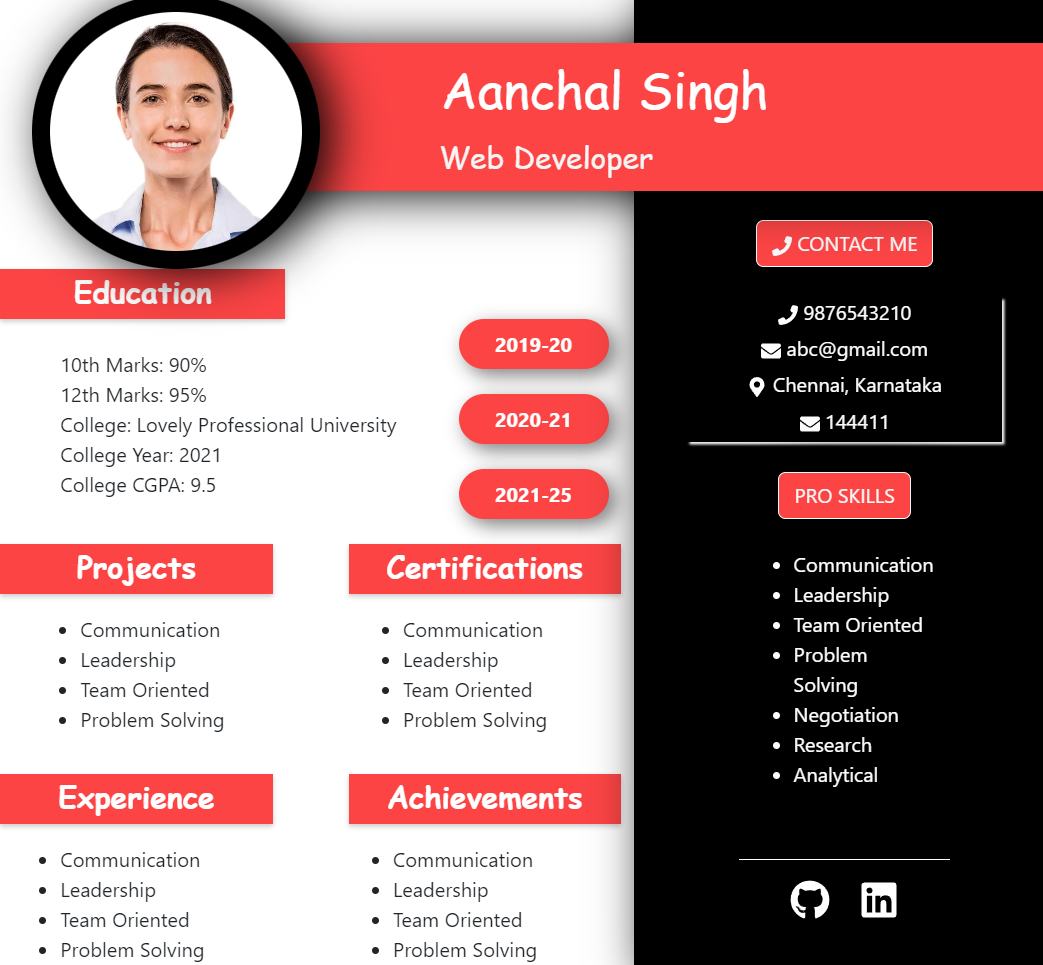 Aanchal Singh
Web Developer
CONTACT ME
9876543210
abc@gmail.com
Chennai, Karnataka
144411
Education
10th Marks: 90%
12th Marks: 95%
College: Lovely Professional University
College Year: 2021
College CGPA: 9.5
2019-20
2020-21
2021-25
PRO SKILLS
Communication
Leadership
Team Oriented
Problem
Solving
Negotiation
Research
Analytical
Projects
Communication
Leadership
Team Oriented
Problem Solving
Certifications
Communication
Leadership
Team Oriented
Problem Solving
Experience
Communication
Leadership
Team Oriented
Problem Solving
Achievements
Communication
Leadership
Team Oriented
Problem Solving
in